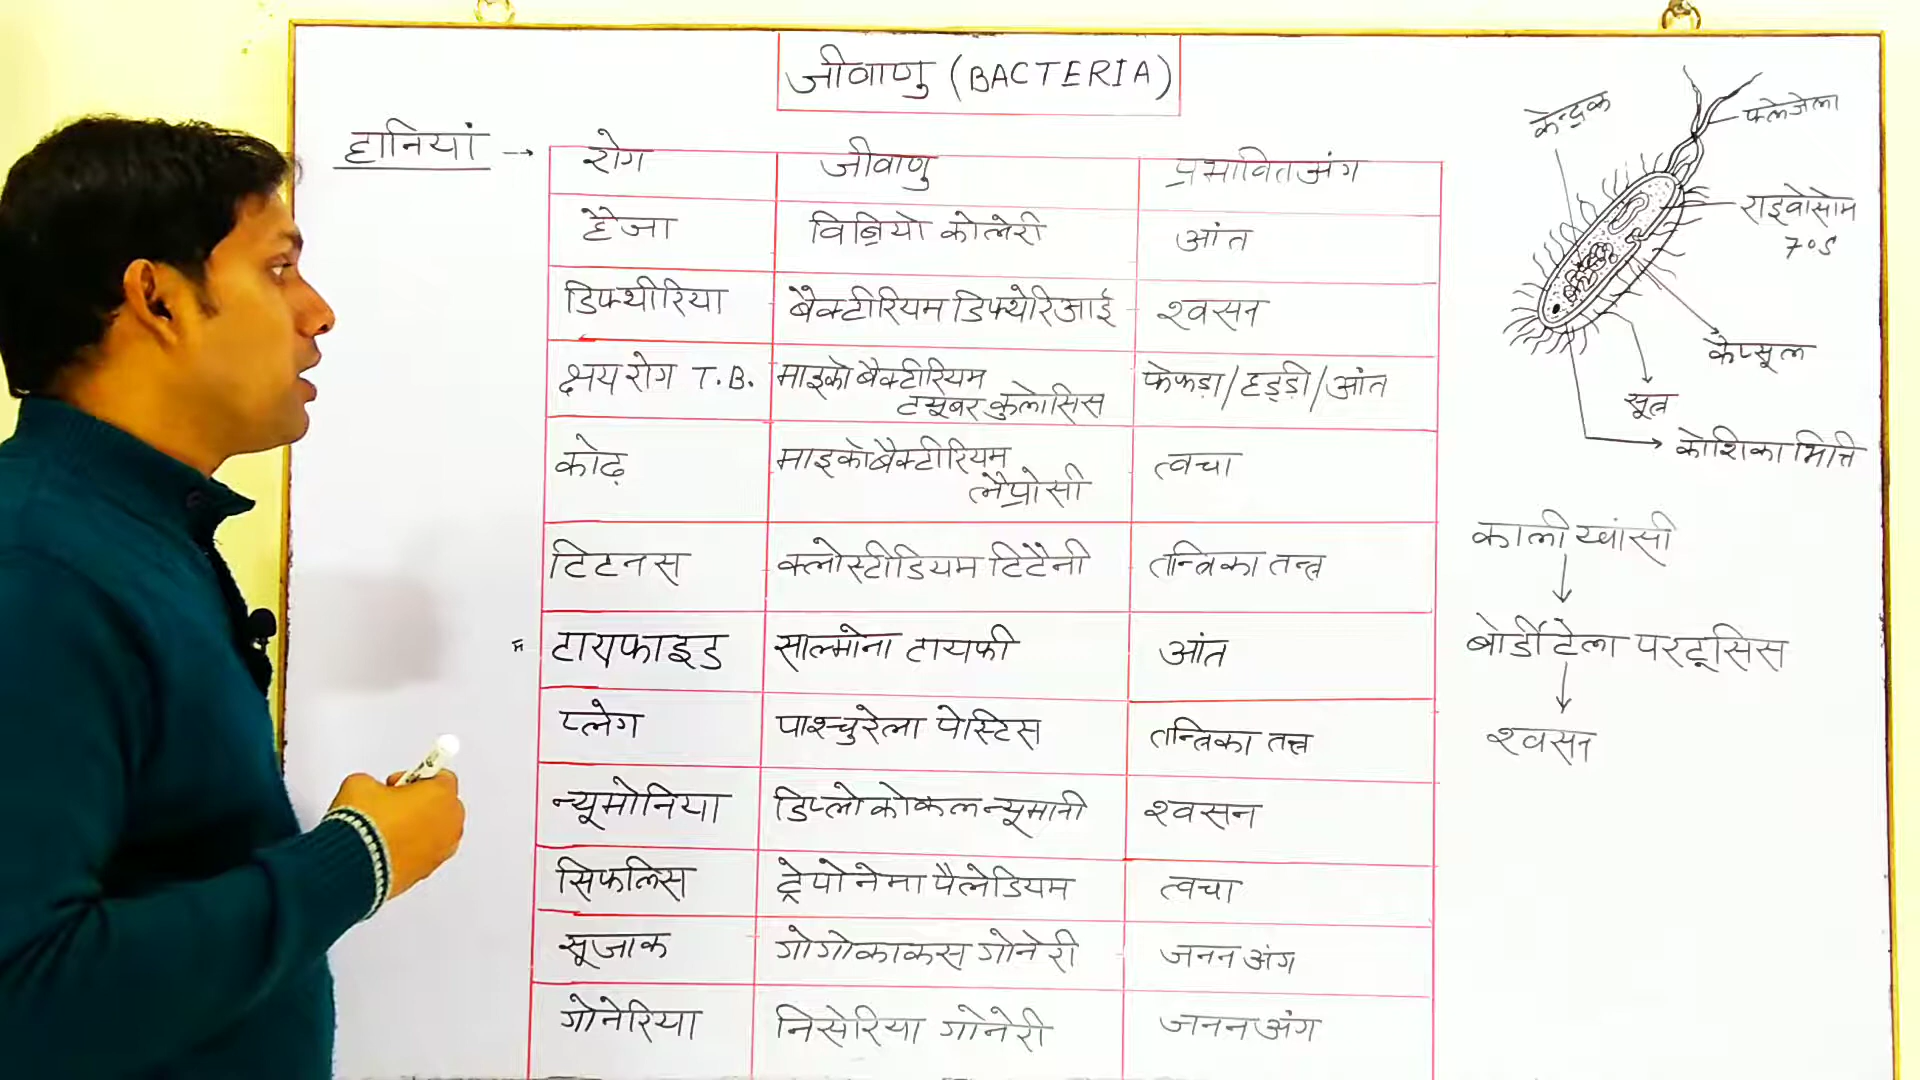 जीवाणु (BACTERIA)
हानियां →
रोग जीवाणु प्रभावित अंग
हैजा विब्रियो कोलेरी आंत
डिफ्थीरिया बैक्टीरियम डिफ्थेरिआई श्वसन
क्षय रोग T.B. माइको बैक्टीरियम फेफड़ा/हड्डी/आंत
ट्यूबर कुलोसिस
कोढ़ माइकोबैक्टीरियम त्वचा
लैप्रोसी
टिटनस क्लोस्टीडियम टिटैनी तन्त्रिका तन्त्र
टायफाइड साल्मोना टायफी आंत
प्लेग पाश्चुरेला पेस्टिस तन्त्रिका तन्त्र
न्यूमोनिया डिप्लोकोकल न्यूमानी श्वसन
सिफलिस ट्रेपोनेमा पैलेडियम त्वचा
सूजाक गोगोकाकस गोनेरी जनन अंग
गोनेरिया निसेरिया गोनेरी जनन अंग
केन्द्रक
फ्लेजेला
राइबोसोम
70S
कैप्सूल
सूत्र
कोशिका भित्ति
काली खांसी
बोर्डीटेला परटूसिस
श्वसन